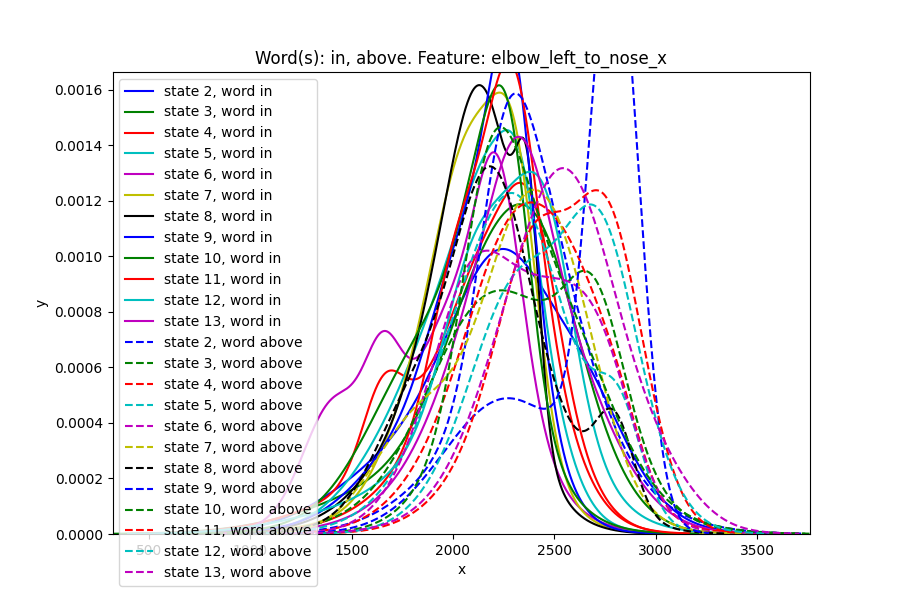 Word(s): in, above. Feature: elbow_left_to_nose_x
y
0.0016
0.0014
0.0012
0.0010
0.0008
0.0006
0.0004
0.0002
0.0000
state 2, word in
state 3, word in
state 4, word in
state 5, word in
state 6, word in
state 7, word in
state 8, word in
state 9, word in
state 10, word in
state 11, word in
state 12, word in
state 13, word in
state 2, word above
state 3, word above
state 4, word above
state 5, word above
state 6, word above
state 7, word above
state 8, word above
state 9, word above
state 10, word above
state 11, word above
state 12, word above
state 13, word above
500 1000 1500 2000 2500 3000 3500
x